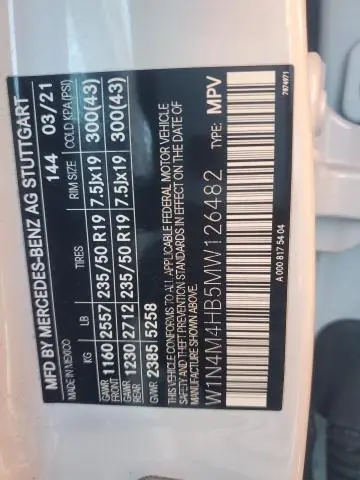 MFD BY MERCEDES-BENZ AG STUTTGART
MADE IN MEXICO 144 03/21
KG LB TIRES RIM SIZE COLD KPA/(PSI)
GAWR FRONT 1160 2557 235/50 R19 7.5Jx19 300(43)
GAWR REAR 1230 2712 235/50 R19 7.5Jx19 300(43)
GVWR 2385 5258
THIS VEHICLE CONFORMS TO ALL APPLICABLE FEDERAL MOTOR VEHICLE
SAFETY STANDARDS IN EFFECT ON THE DATE OF
MANUFACTURE SHOWN ABOVE.
W1N4M4HB5MW126482 TYPE: MPV
A 000 817 54 04
7874971